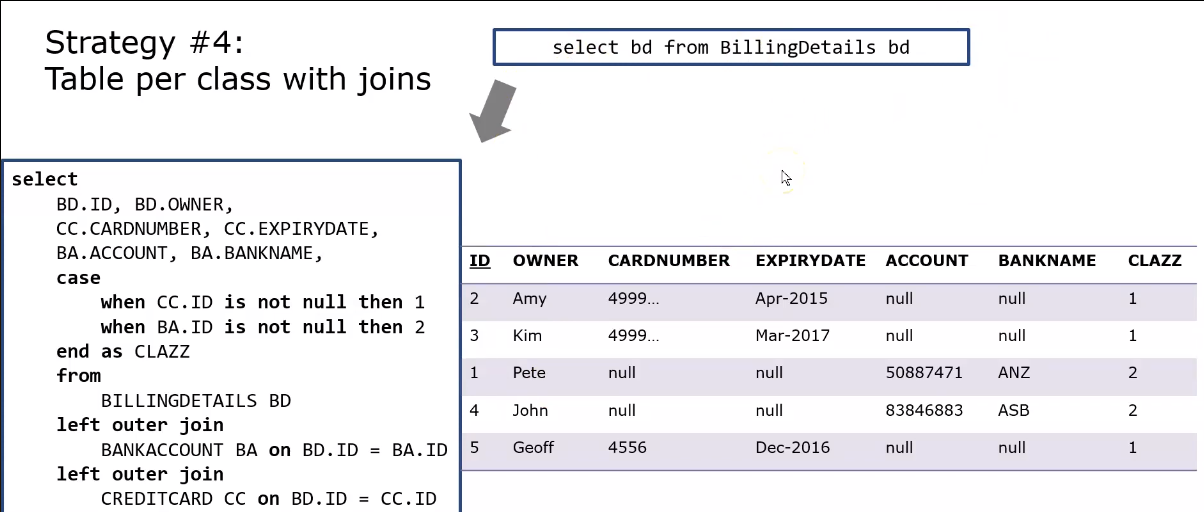 Strategy #4:
Table per class with joins
select bd from BillingDetails bd
select
BD.ID, BD.OWNER,
CC.CARDNUMBER, CC.EXPIRYDATE,
BA.ACCOUNT, BA.BANKNAME,
case
when CC.ID is not null then 1
when BA.ID is not null then 2
end as CLAZZ
from
BILLINGDETAILS BD
left outer join
BANKACCOUNT BA on BD.ID = BA.ID
left outer join
CREDITCARD CC on BD.ID = CC.ID
ID OWNER CARDNUMBER EXPIRYDATE ACCOUNT BANKNAME CLAZZ
2 Amy 4999... Apr-2015 null null 1
3 Kim 4999... Mar-2017 null null 1
1 Pete null null 50887471 ANZ 2
4 John null null 83846883 ASB 2
5 Geoff 4556 Dec-2016 null null 1